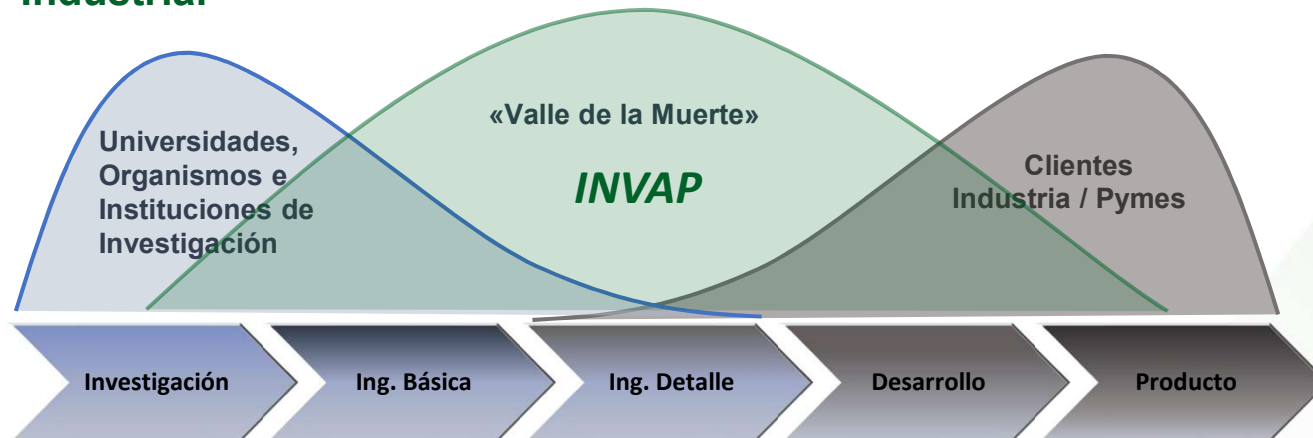 Industrial
«Valle de la Muerte»
INVAP
Universidades,
Organismos e
Instituciones de
Investigación
Clientes
Industria / Pymes
Investigación
Ing. Básica
Ing. Detalle
Desarrollo
Producto